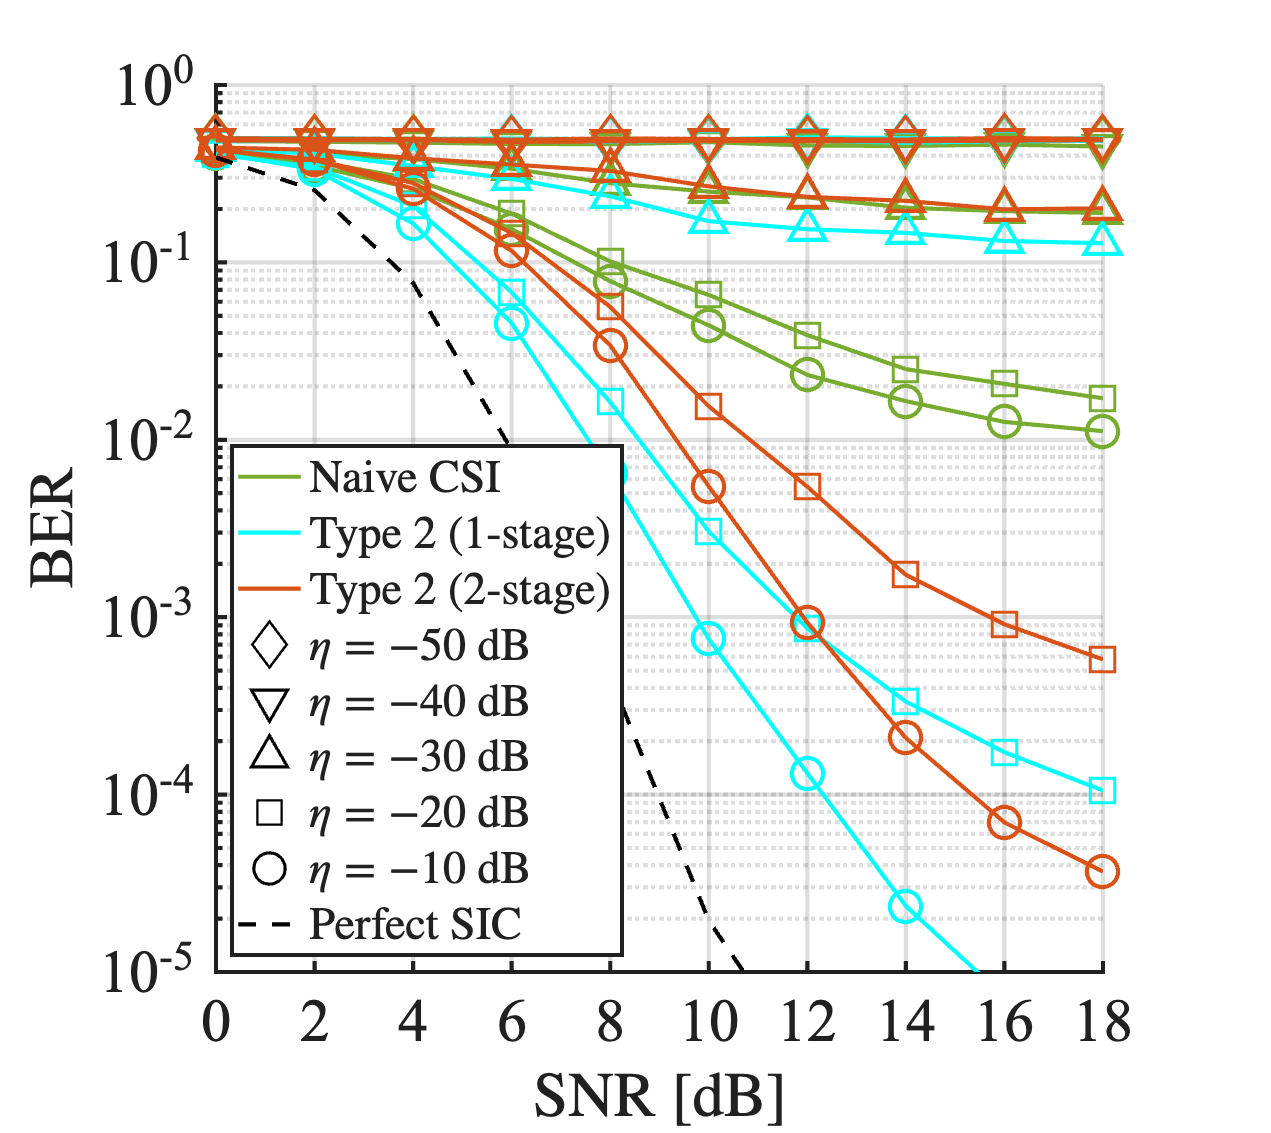 10^0
10^-1
10^-2
10^-3
10^-4
10^-5
BER
Naive CSI
Type 2 (1-stage)
Type 2 (2-stage)
η = −50 dB
η = −40 dB
η = −30 dB
η = −20 dB
η = −10 dB
Perfect SIC
0 2 4 6 8 10 12 14 16 18
SNR [dB]